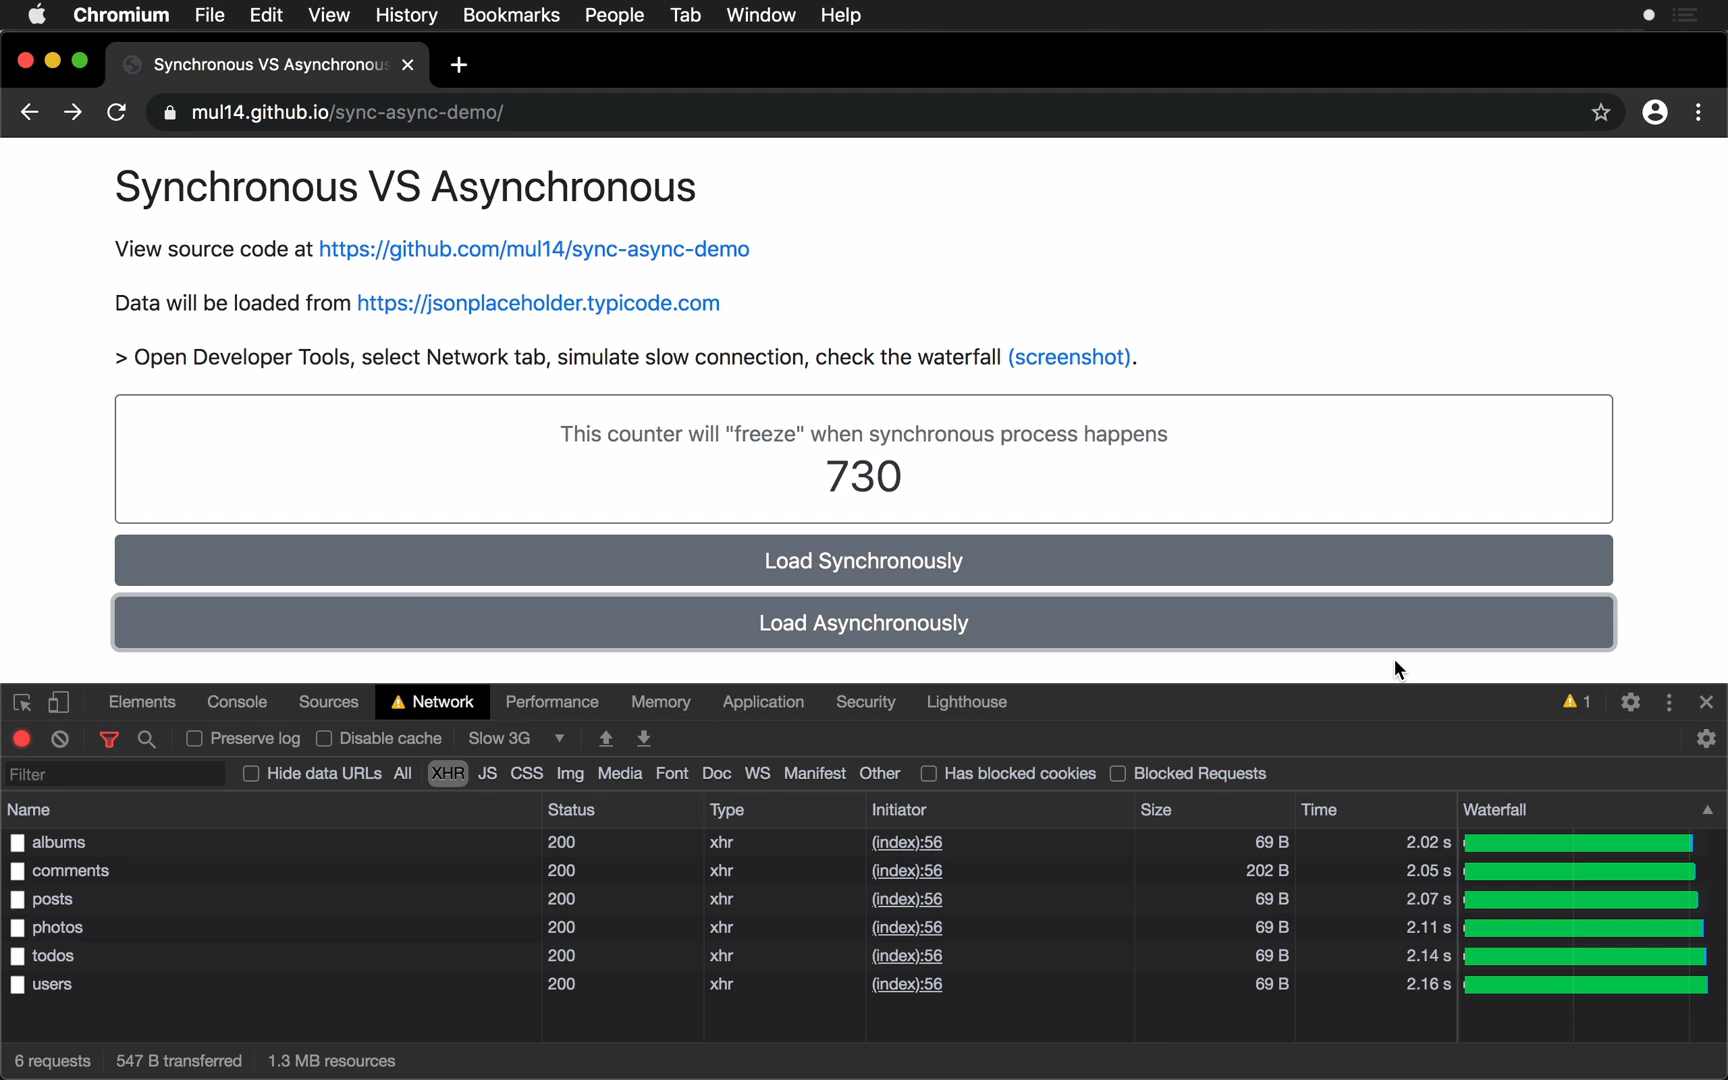 Chromium File Edit View History Bookmarks People Tab Window Help
Synchronous VS Asynchronous
mul14.github.io/sync-async-demo/
Synchronous VS Asynchronous
View source code at https://github.com/mul14/sync-async-demo
Data will be loaded from https://jsonplaceholder.typicode.com
> Open Developer Tools, select Network tab, simulate slow connection, check the waterfall (screenshot).
This counter will "freeze" when synchronous process happens
730
Load Synchronously
Load Asynchronously
Elements Console Sources Network Performance Memory Application Security Lighthouse 1
Preserve log Disable cache Slow 3G
Filter Hide data URLs All XHR JS CSS Img Media Font Doc WS Manifest Other Has blocked cookies Blocked Requests
Name Status Type Initiator Size Time Waterfall
albums 200 xhr (index):56 69 B 2.02 s
comments 200 xhr (index):56 202 B 2.05 s
posts 200 xhr (index):56 69 B 2.07 s
photos 200 xhr (index):56 69 B 2.11 s
todos 200 xhr (index):56 69 B 2.14 s
users 200 xhr (index):56 69 B 2.16 s
6 requests 547 B transferred 1.3 MB resources